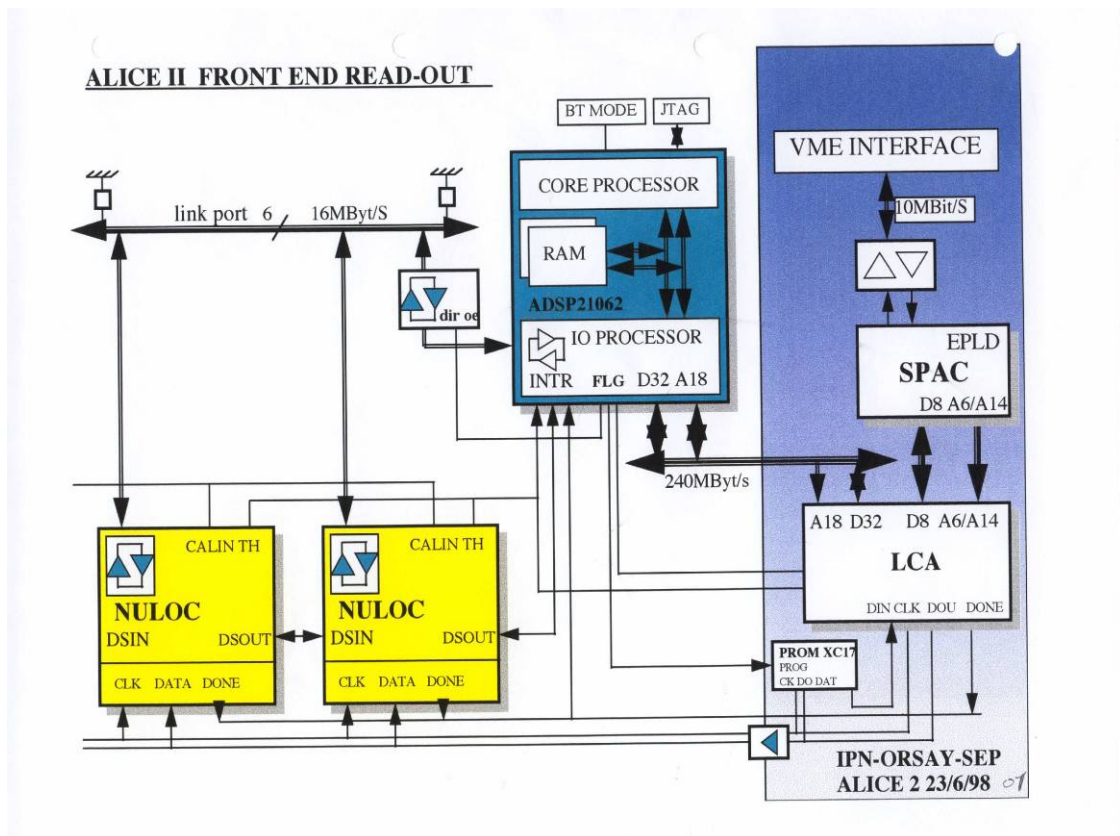 ALICE II FRONT END READ-OUT
BT MODE
JTAG
VME INTERFACE
CORE PROCESSOR
10MBit/S
link port 6 16MByt/S
RAM
ADSP21062
dir oe
IO PROCESSOR
INTR FLG D32 A18
EPLD
SPAC
D8 A6/A14
240MByt/s
A18 D32 D8 A6/A14
LCA
DIN CLK DOU DONE
CALIN TH
NULOC
DSIN DSOUT
CLK DATA DONE
CALIN TH
NULOC
DSIN DSOUT
CLK DATA DONE
PROM XC17
PROG
CK DO DAT
IPN-ORSAY-SEP
ALICE 2 23/6/98